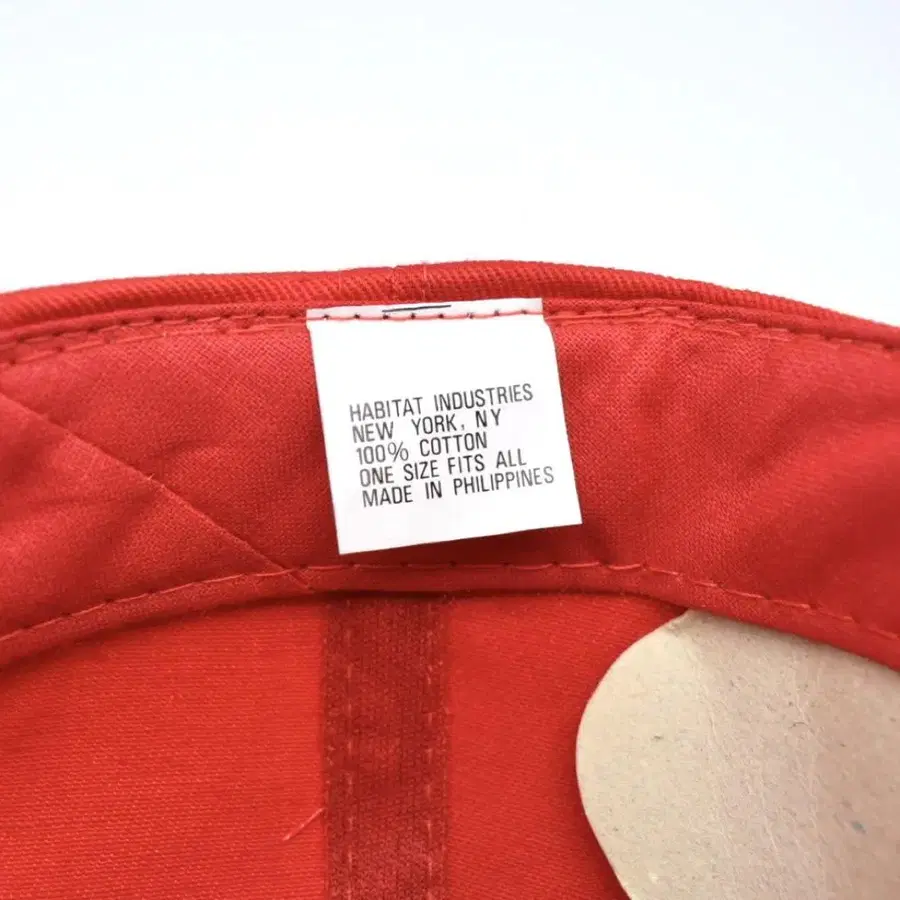 HABITAT INDUSTRIES
NEW YORK, NY
100% COTTON
ONE SIZE FITS ALL
MADE IN PHILIPPINES